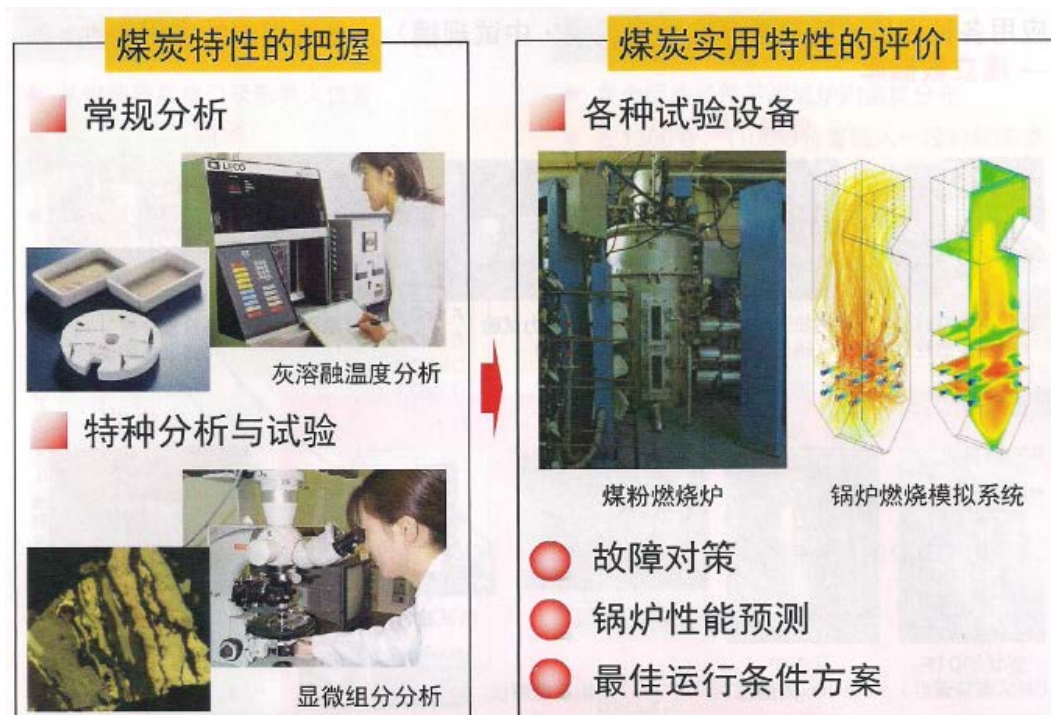 煤炭特性的把握
常规分析
LECO
灰溶融温度分析
特种分析与试验
显微组分分析
煤炭实用特性的评价
各种试验设备
煤粉燃烧炉
锅炉燃烧模拟系统
故障对策
锅炉性能预测
最佳运行条件方案